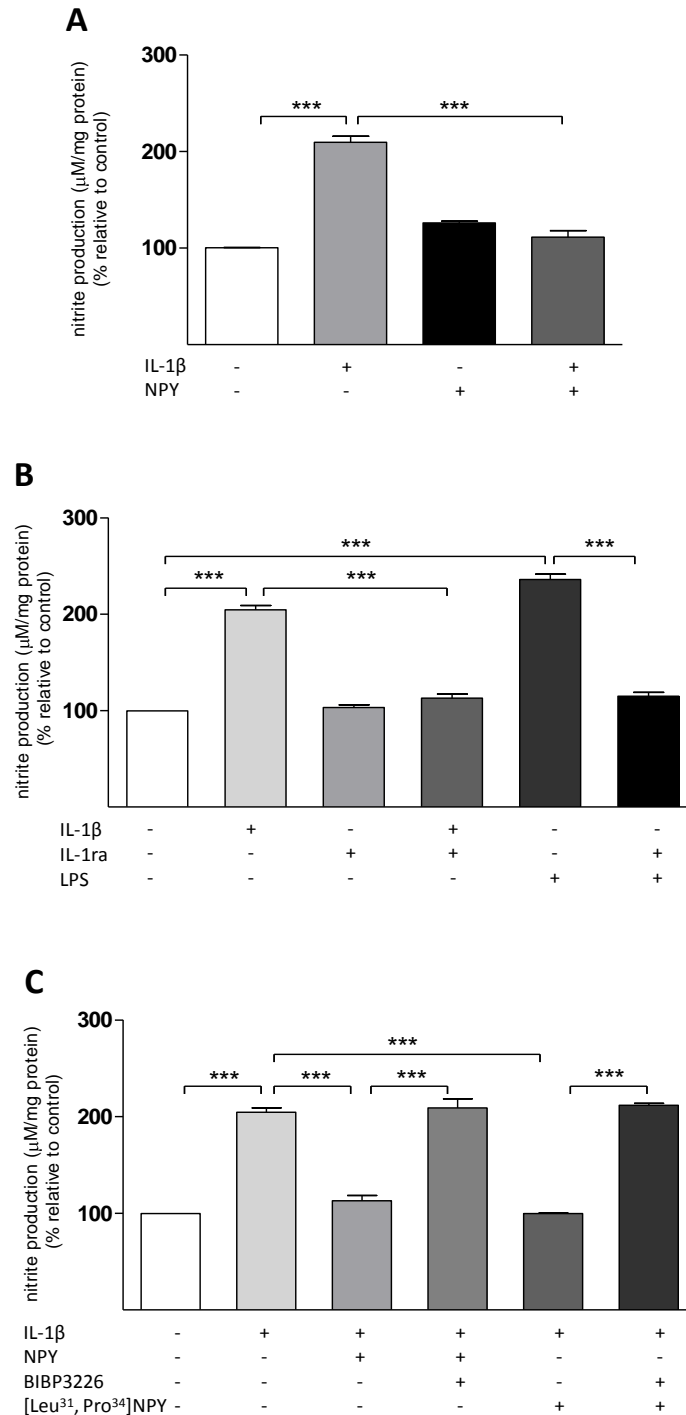 A
nitrite production (μM/mg protein)
(% relative to control)
300
200
100
***
***
IL-1β - + - +
NPY - - + +
B
nitrite production (μM/mg protein)
(% relative to control)
300
200
100
***
***
***
***
IL-1β - + - + - -
IL-1ra - - + + - +
LPS - - - - + +
C
nitrite production (μM/mg protein)
(% relative to control)
300
200
100
***
***
***
***
***
IL-1β - + + + + +
NPY - - + + - -
BIBP3226 - - - + - +
[Leu³¹, Pro³⁴]NPY - - - - + +